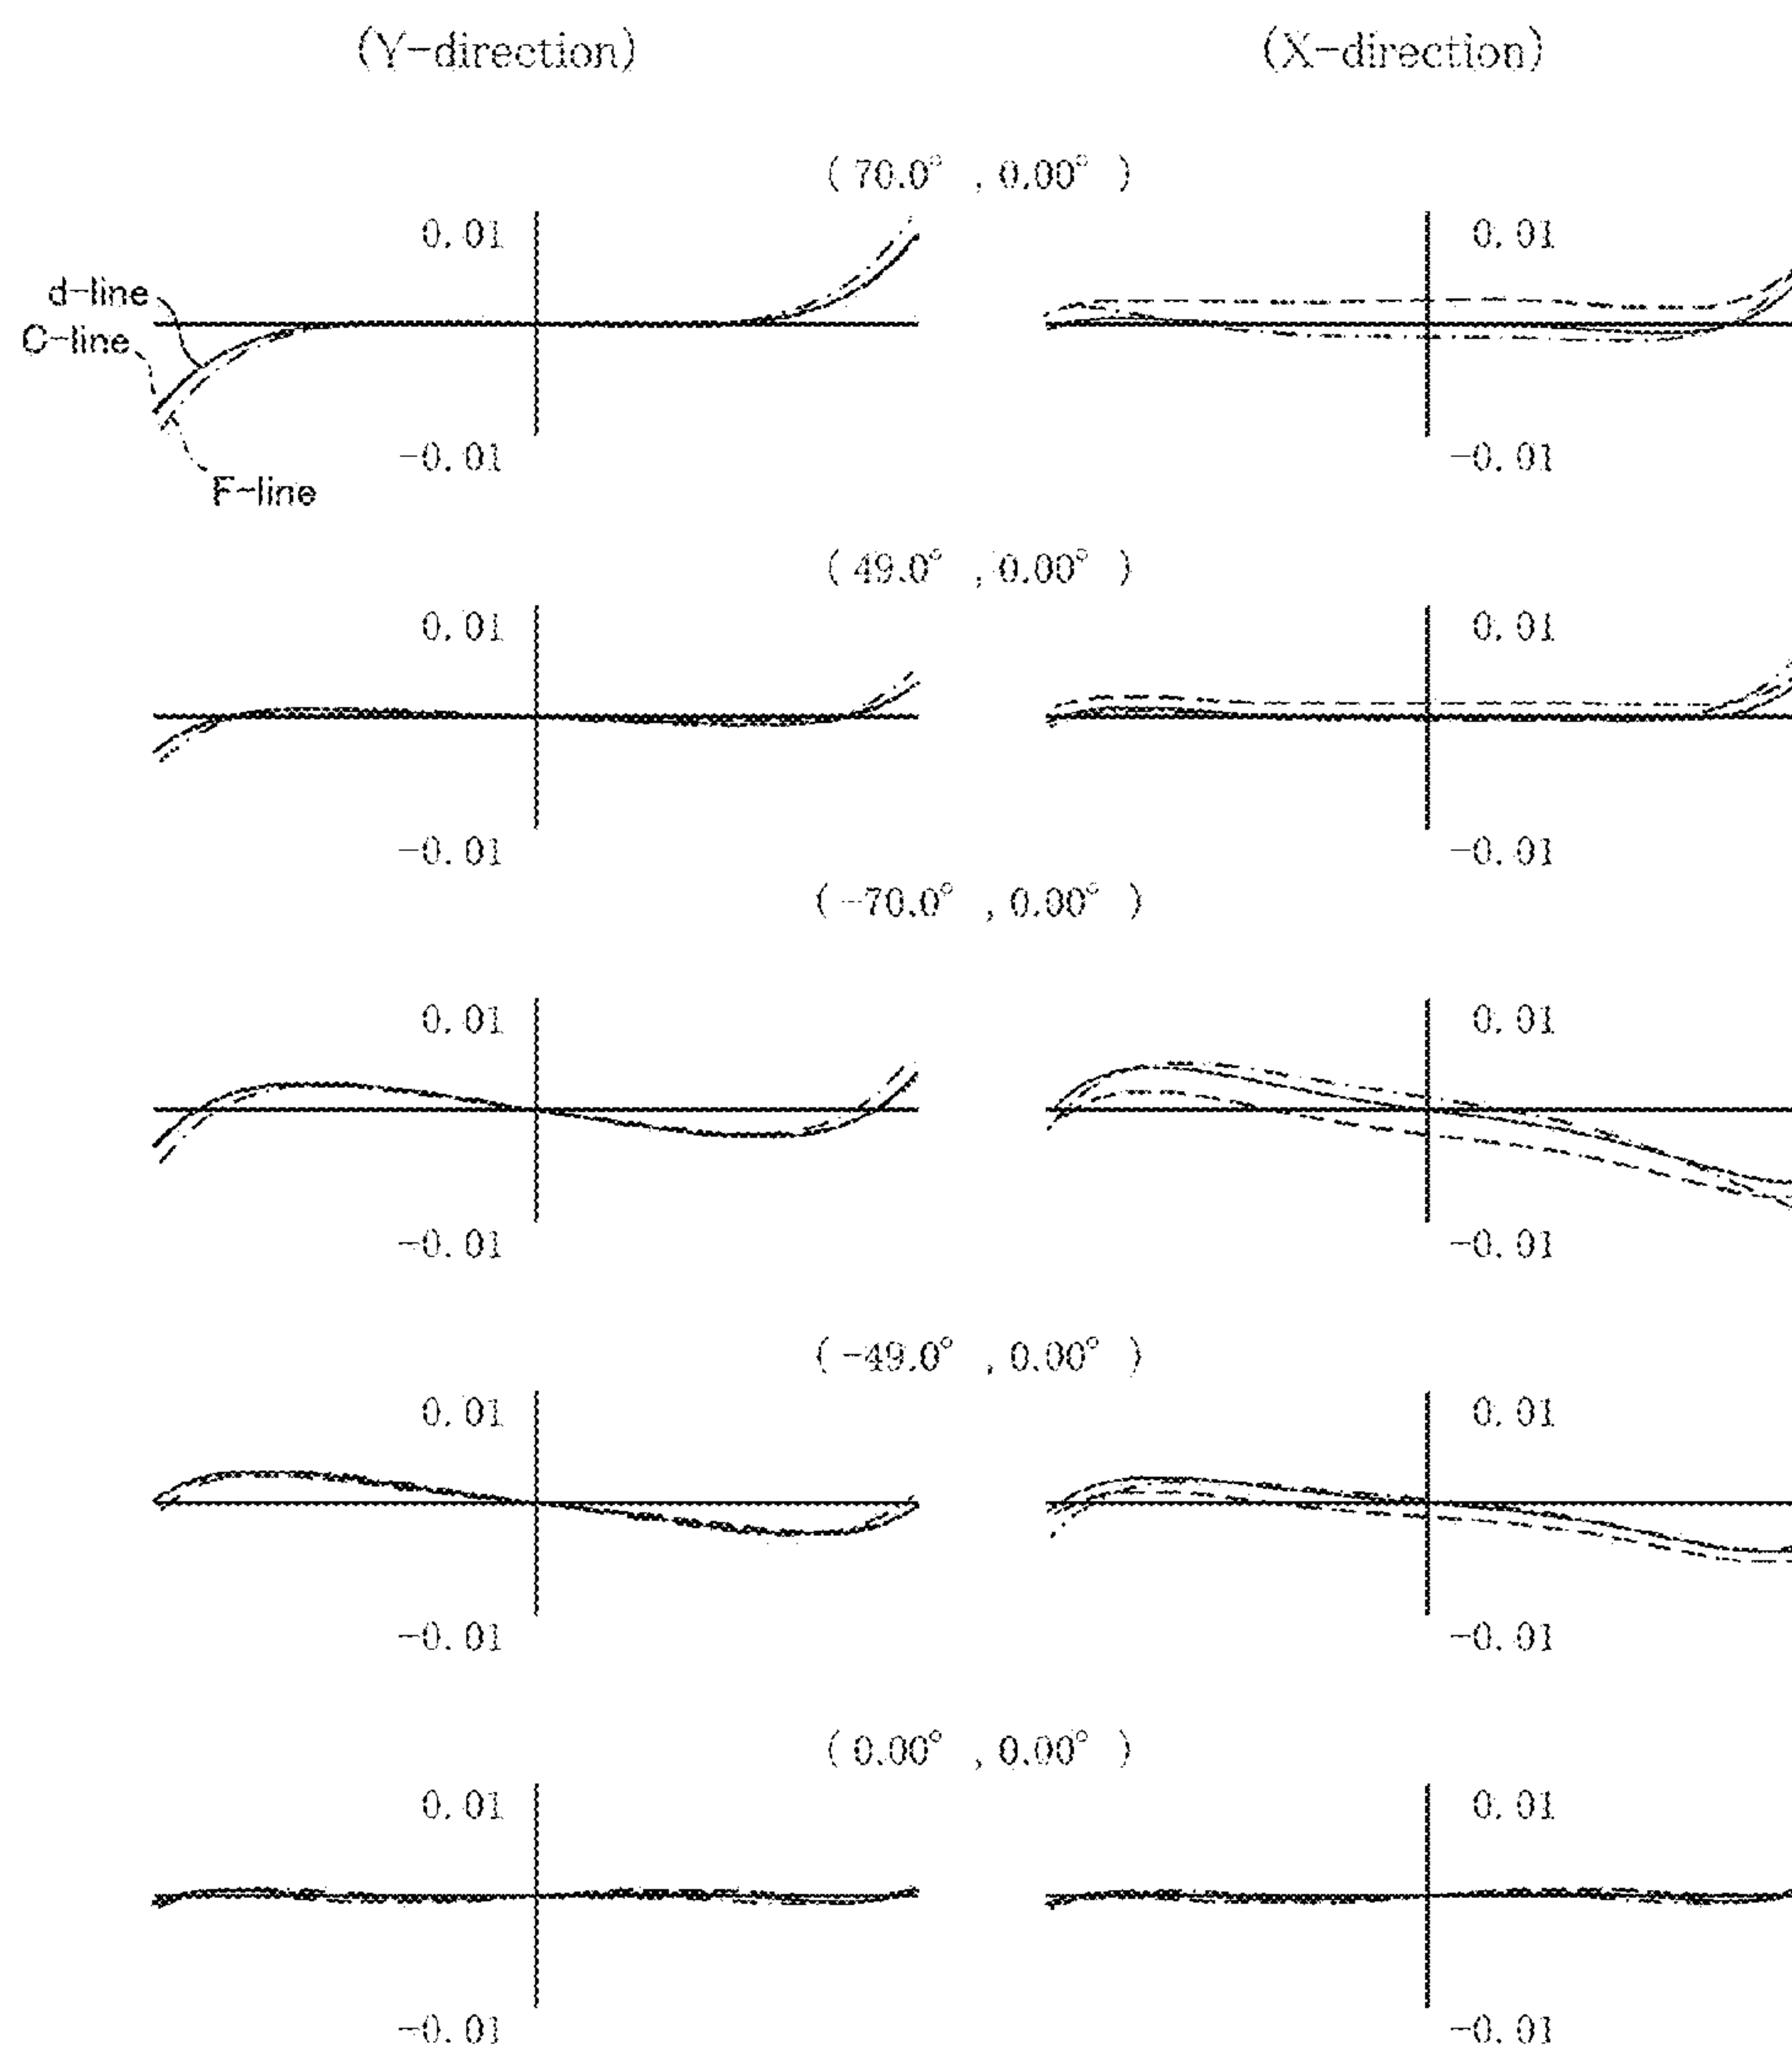 (Y-direction) (X-direction)
( 70.0° , 0.00° )
0.01 0.01
d-line
C-line
-0.01 -0.01
F-line
( 49.0° , 0.00° )
0.01 0.01
-0.01 -0.01
( -70.0° , 0.00° )
0.01 0.01
-0.01 -0.01
( -49.0° , 0.00° )
0.01 0.01
-0.01 -0.01
( 0.00° , 0.00° )
0.01 0.01
-0.01 -0.01